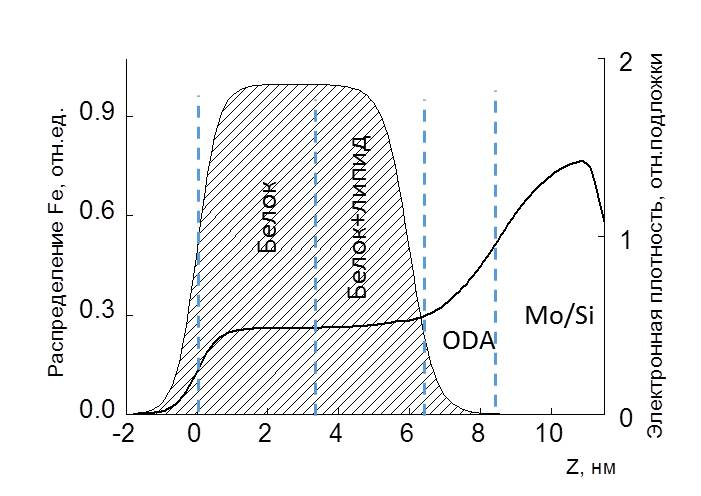 Распределение Fe, отн.ед.
0.9
0.6
0.3
0.0
Белок
Белок+липид
ODA
Mo/Si
2
1
0
Электронная плотность, отн.подложки
-2 0 2 4 6 8 10
Z, нм